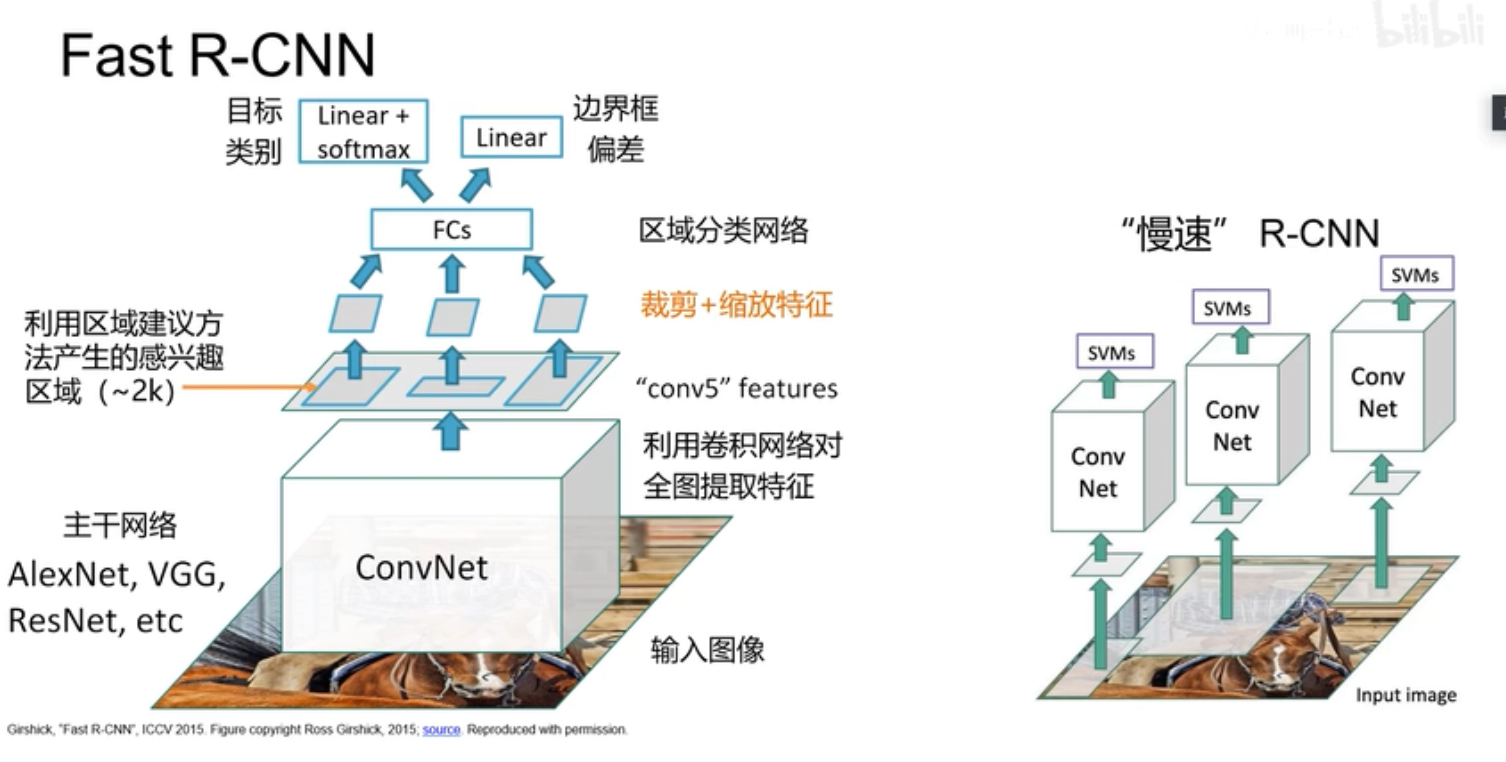 Fast R-CNN
bilibili
目标
类别
Linear +
softmax
Linear
边界框
偏差
FCs
区域分类网络
裁剪+缩放特征
利用区域建议方
法产生的感兴趣
区域（~2k）
“conv5” features
利用卷积网络对
全图提取特征
主干网络
AlexNet, VGG,
ResNet, etc
ConvNet
输入图像
Girshick, "Fast R-CNN", ICCV 2015. Figure copyright Ross Girshick, 2015; source. Reproduced with permission.
“慢速” R-CNN
SVMs
SVMs
SVMs
Conv
Net
Conv
Net
Conv
Net
Input image